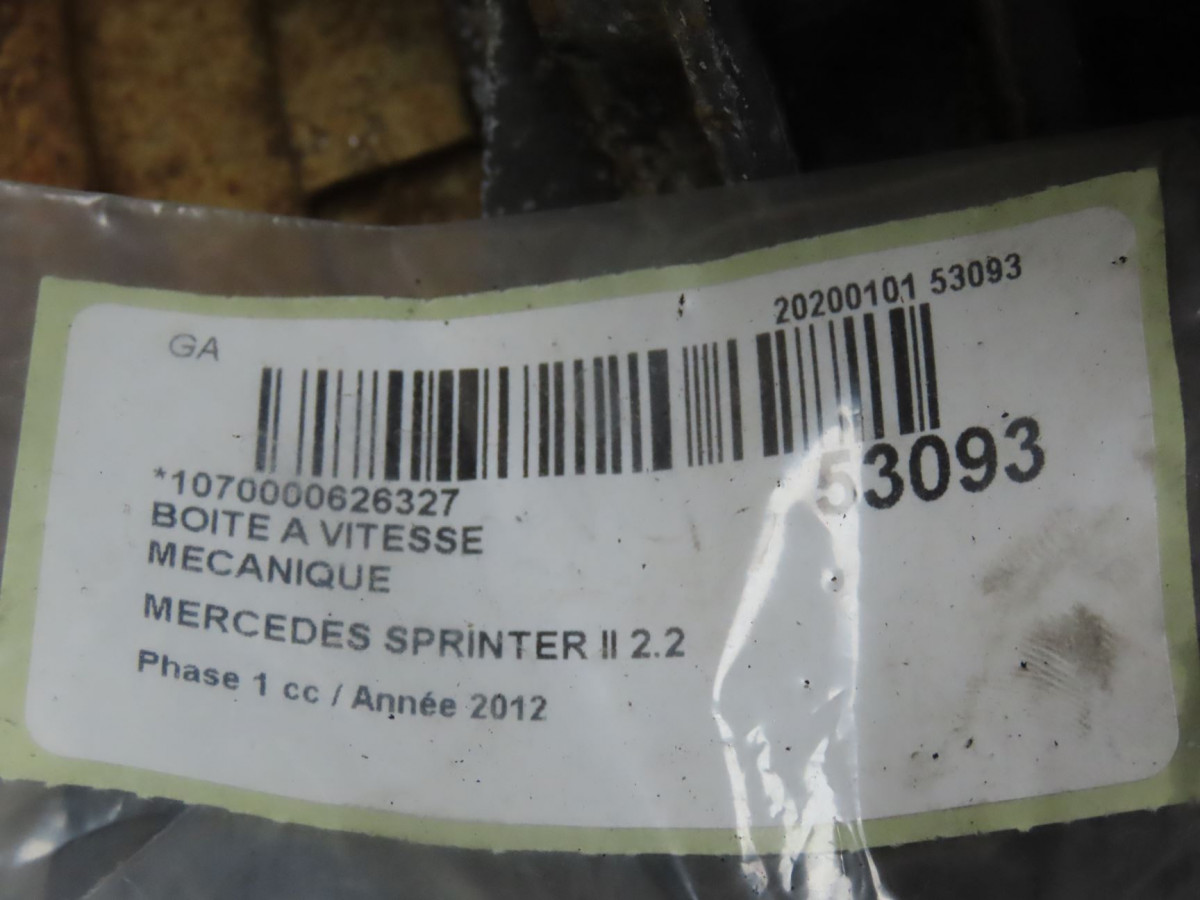 GA
20200101 53093
53093
*1070000626327
BOITE A VITESSE
MECANIQUE
MERCEDES SPRINTER II 2.2
Phase 1 cc / Année 2012